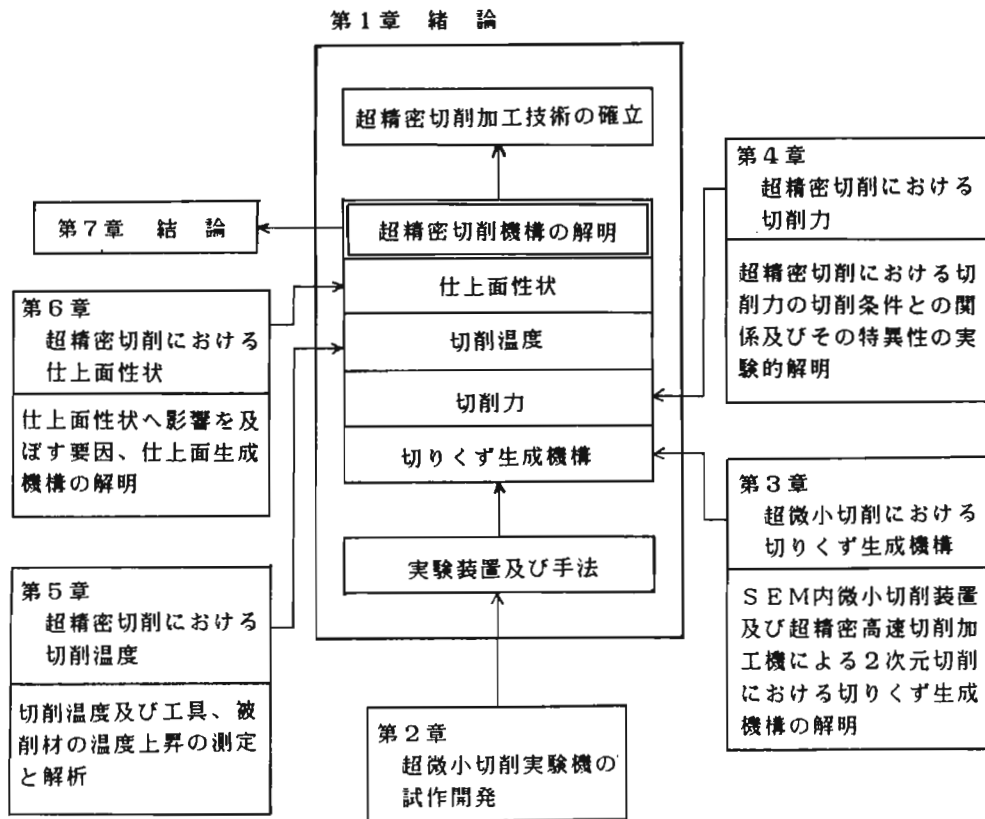 第1章 緒 論
超精密切削加工技術の確立
超精密切削機構の解明
仕上面性状
切削温度
切削力
切りくず生成機構
実験装置及び手法
第7章 結 論
第6章
超精密切削における
仕上面性状
仕上面性状へ影響を及
ぼす要因、仕上面生成
機構の解明
第5章
超精密切削における
切削温度
切削温度及び工具、被
削材の温度上昇の測定
と解析
第2章
超微小切削実験機の
試作開発
第4章
超精密切削における
切削力
超精密切削における切
削力の切削条件との関
係及びその特異性の実
験的解明
第3章
超微小切削における
切りくず生成機構
SEM内微小切削装置
及び超精密高速切削加
工機による2次元切削
における切りくず生成
機構の解明